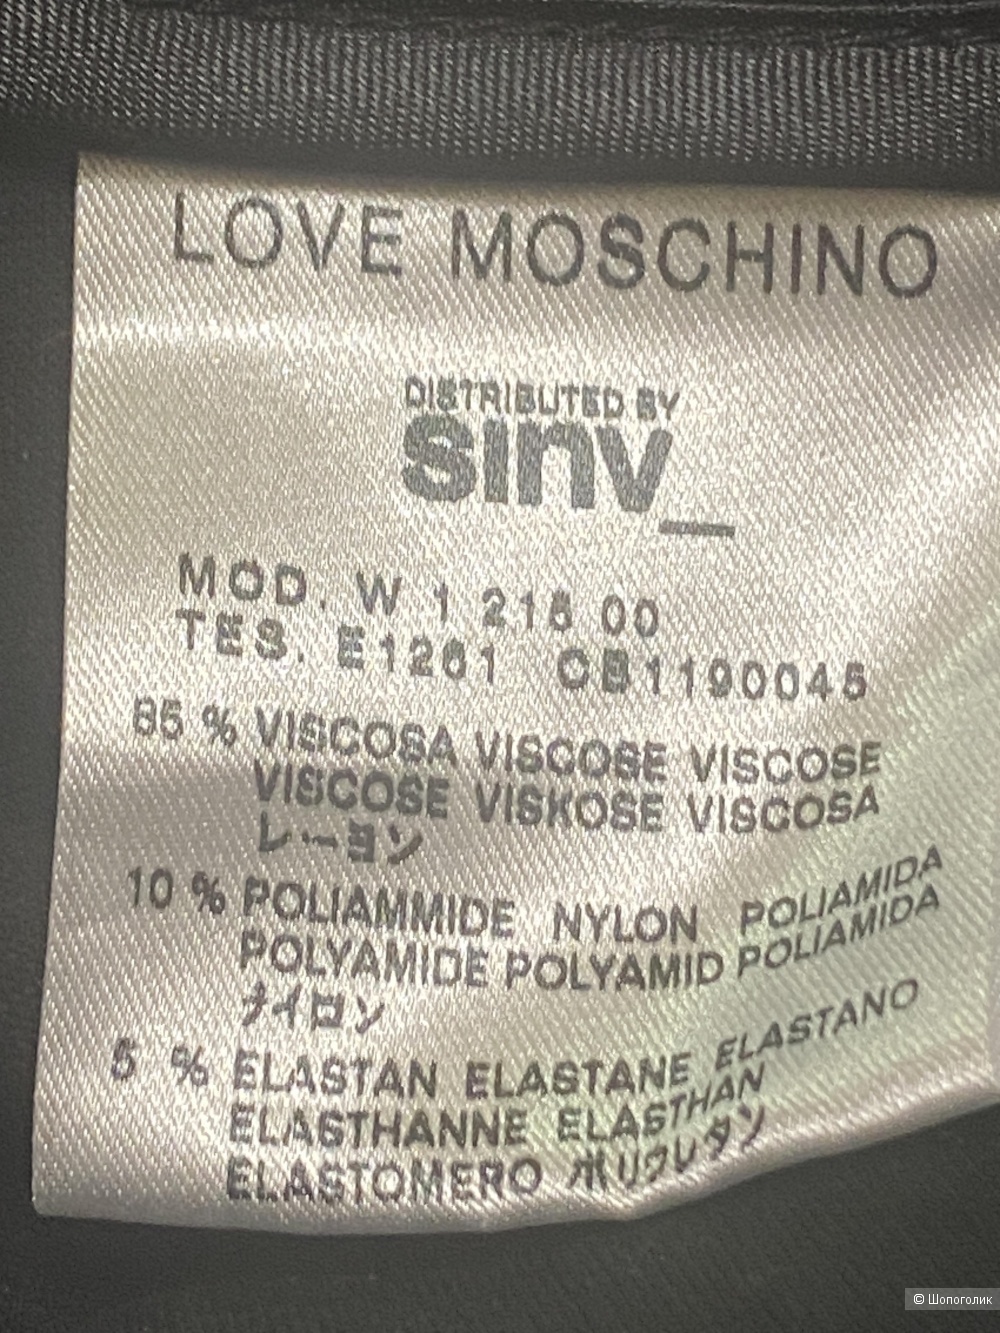 LOVE MOSCHINO
DISTRIBUTED BY
sinv_
MOD. W 1 215 00
TES. E1261 CB1190045
85 % VISCOSA VISCOSE VISCOSE
VISCOSE VISKOSE VISCOSA
レーヨン
10 % POLIAMMIDE NYLON POLIAMIDA
POLYAMIDE POLYAMID POLIAMIDA
ナイロン
5 % ELASTAN ELASTANE ELASTANO
ELASTHANNE ELASTHAN
ELASTOMERO ポリウレタン
© Шопоголик